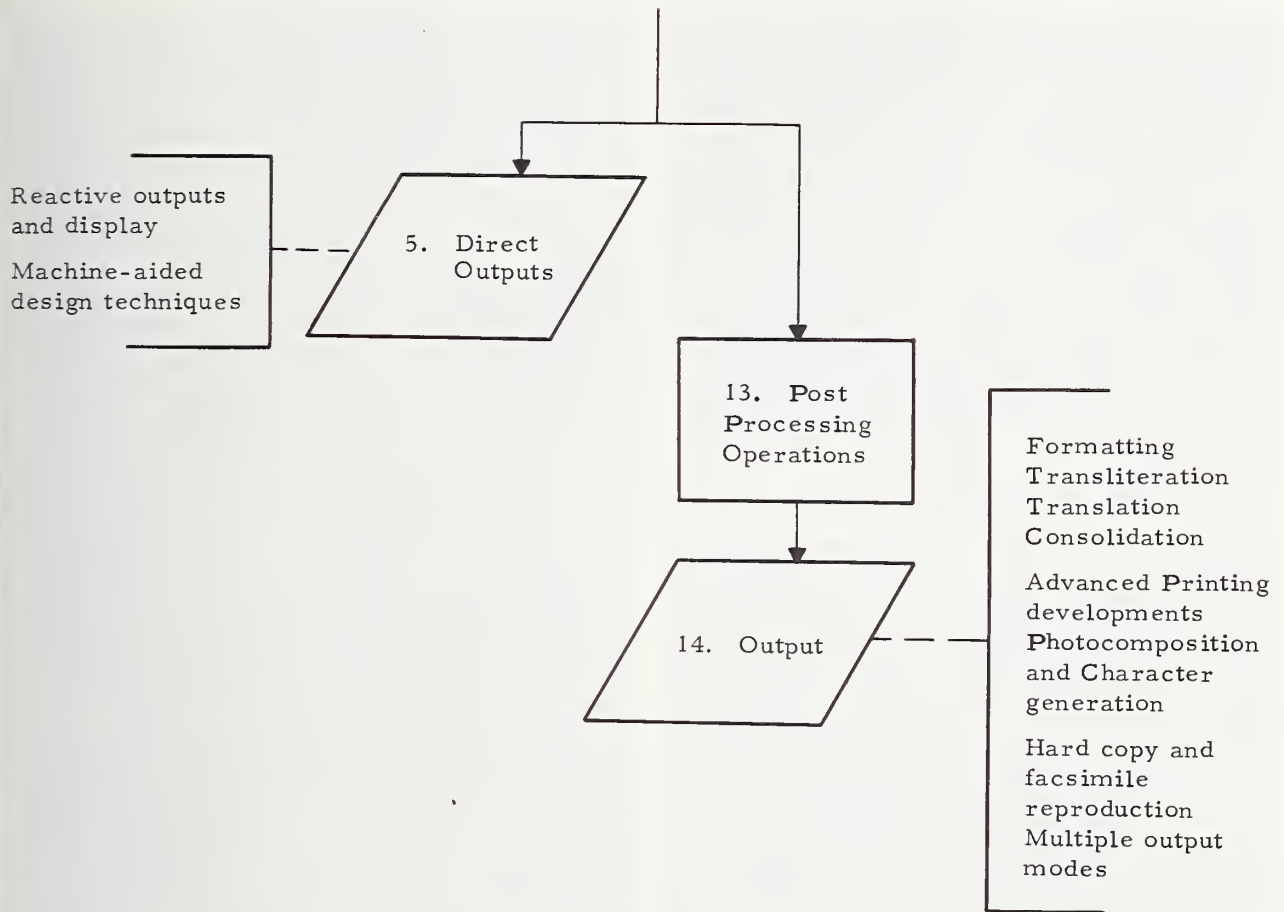 Reactive outputs
and display
Machine-aided
design techniques
5. Direct
Outputs
13. Post
Processing
Operations
14. Output
Formatting
Transliteration
Translation
Consolidation
Advanced Printing
developments
Photocomposition
and Character
generation
Hard copy and
facsimile
reproduction
Multiple output
modes